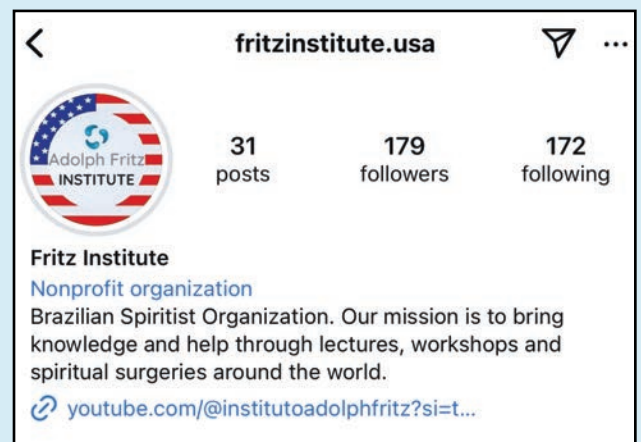 fritzinstitute.usa
Adolph Fritz
INSTITUTE
31
posts
179
followers
172
following
Fritz Institute
Nonprofit organization
Brazilian Spiritist Organization. Our mission is to bring
knowledge and help through lectures, workshops and
spiritual surgeries around the world.
youtube.com/@institutoadolphfritz?si=t...